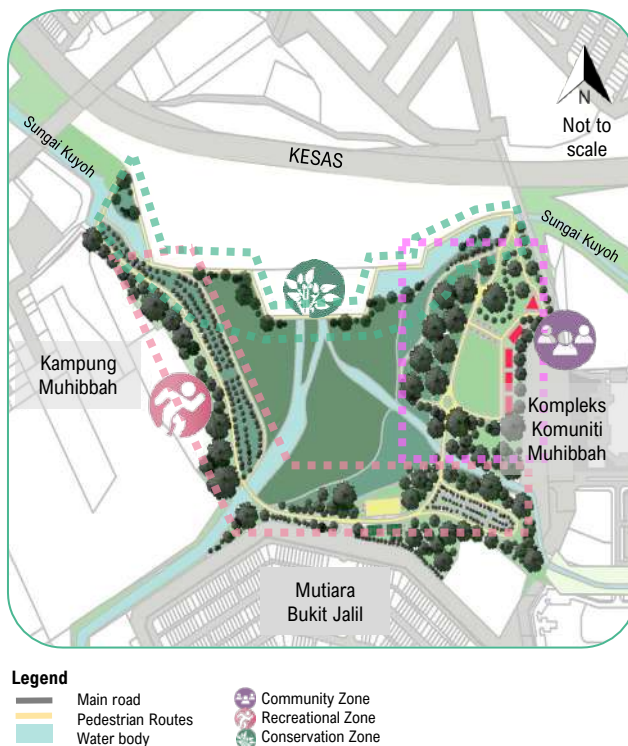 N
Not to
scale
KESAS
Sungai Kuyoh
Sungai Kuyoh
Kampung
Muhibbah
Kompleks
Komuniti
Muhibbah
Mutiara
Bukit Jalil
Legend
Main road
Pedestrian Routes
Water body
Community Zone
Recreational Zone
Conservation Zone